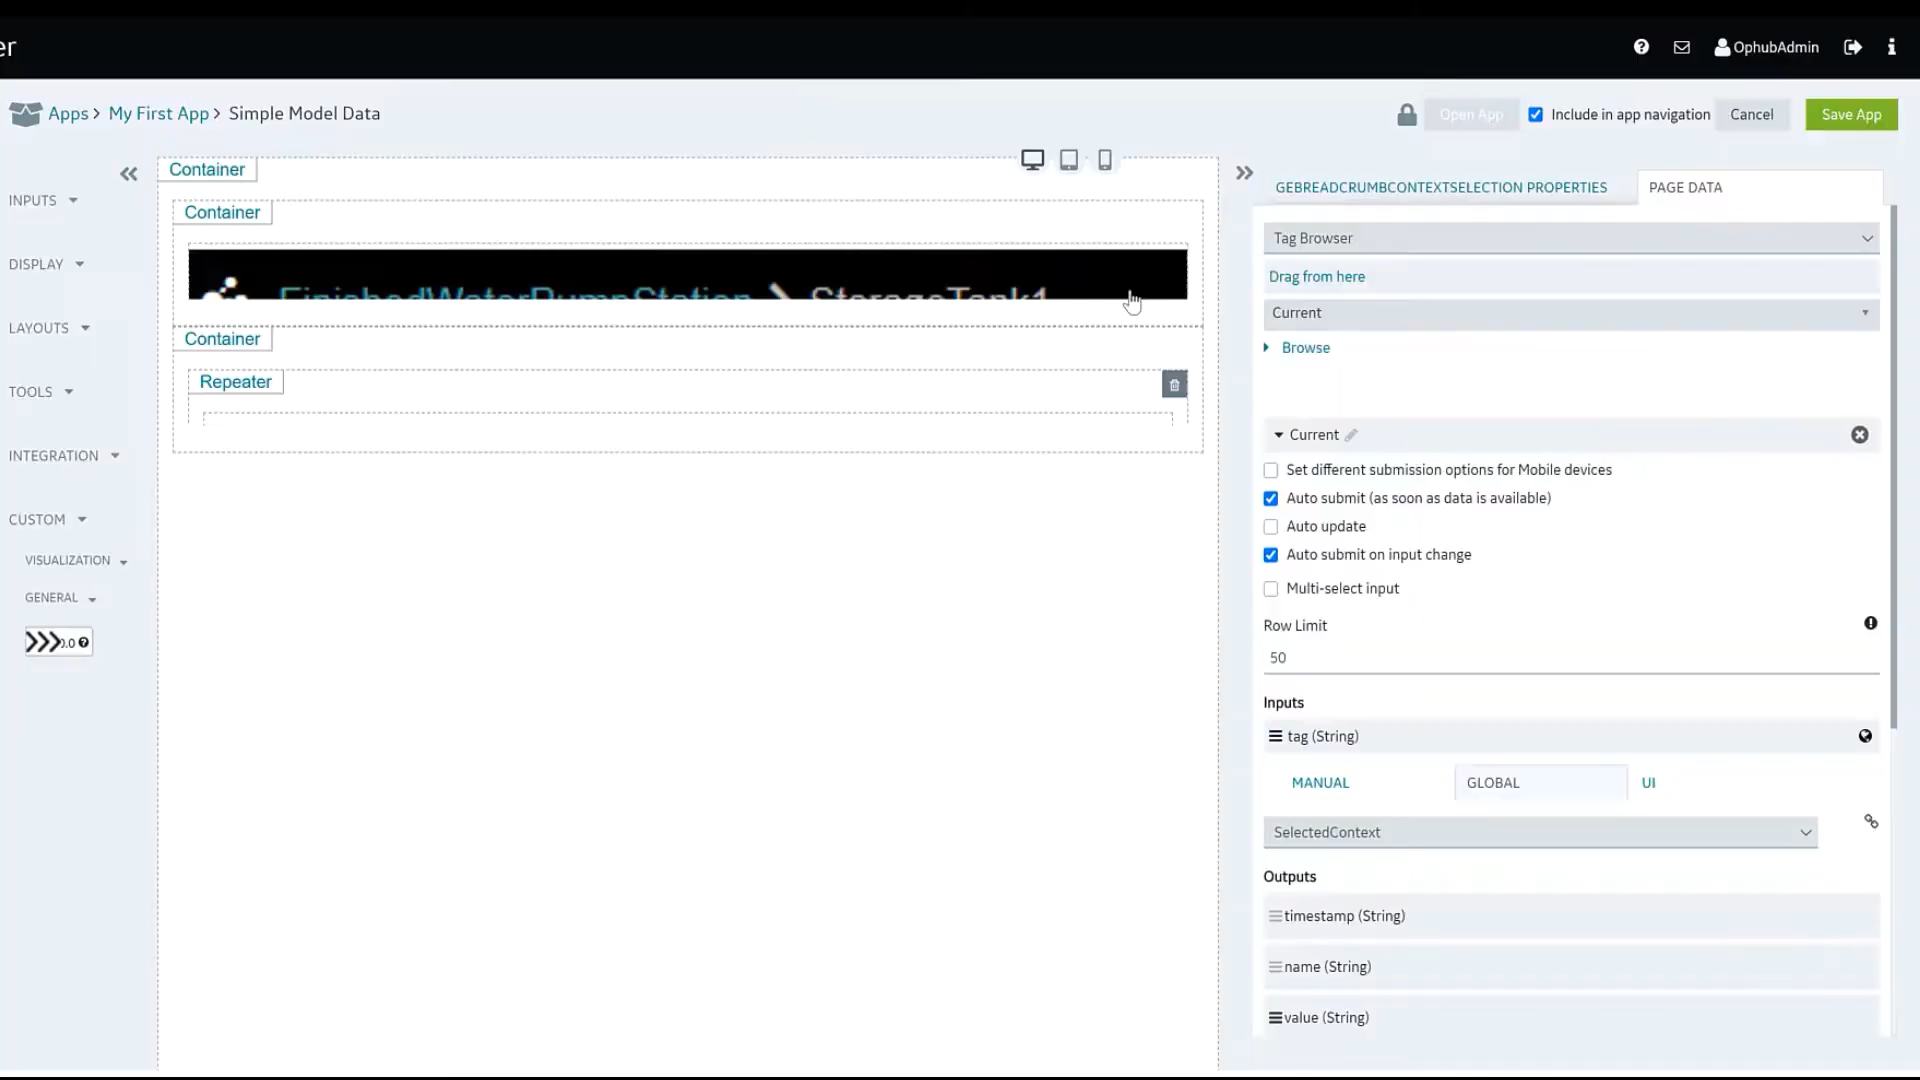 er
OphubAdmin
Apps > My First App > Simple Model Data
Open App
Include in app navigation
Cancel
Save App
INPUTS
DISPLAY
LAYOUTS
TOOLS
INTEGRATION
CUSTOM
VISUALIZATION
GENERAL
.0
Container
Container
FinishedWaterPumpStation > StorageTank1
Container
Repeater
GEBREADCRUMBCONTEXTSELECTION PROPERTIES
PAGE DATA
Tag Browser
Drag from here
Current
Browse
Current
Set different submission options for Mobile devices
Auto submit (as soon as data is available)
Auto update
Auto submit on input change
Multi-select input
Row Limit
50
Inputs
tag (String)
MANUAL
GLOBAL
UI
SelectedContext
Outputs
timestamp (String)
name (String)
value (String)